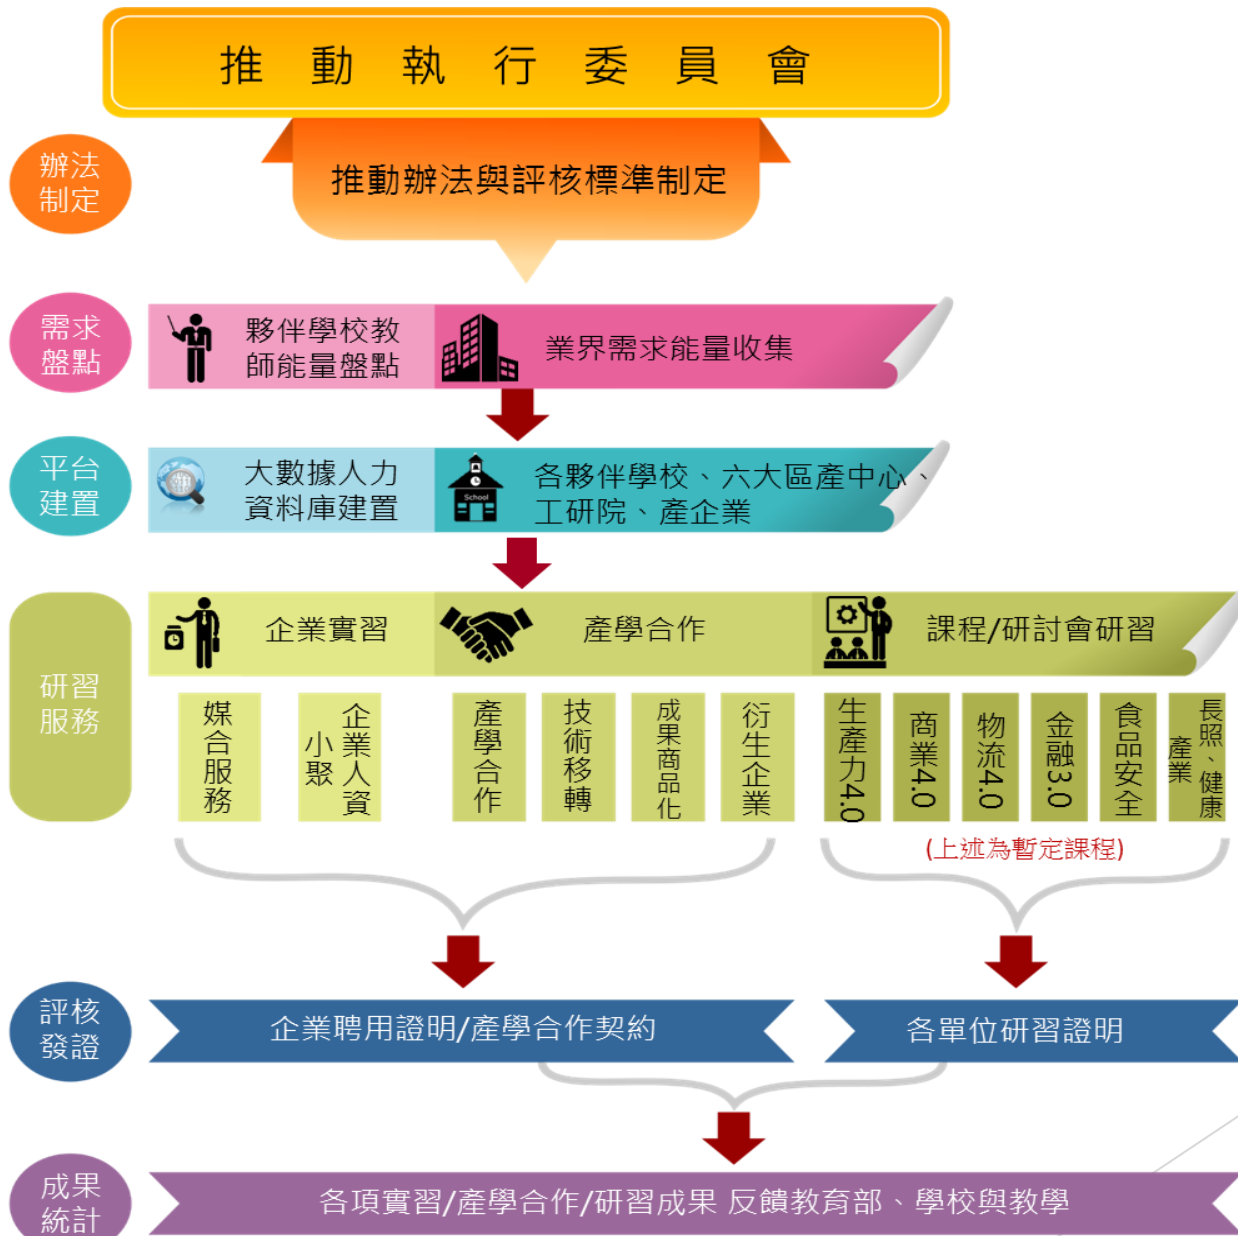 推動執行委員會
辦法
制定
推動辦法與評核標準制定
需求
盤點
夥伴學校教
師能量盤點
業界需求能量收集
平台
建置
大數據人力
資料庫建置
School
各夥伴學校、六大區產中心、
工研院、產企業
研習
服務
企業實習
產學合作
課程/研討會研習
媒合服務
企業人資
小聚
產學合作
技術移轉
成果商品化
衍生企業
生產力4.0
商業4.0
物流4.0
金融3.0
食品安全
長照、健康
產業
(上述為暫定課程)
評核
發證
企業聘用證明/產學合作契約
各單位研習證明
成果
統計
各項實習/產學合作/研習成果 反饋教育部、學校與教學